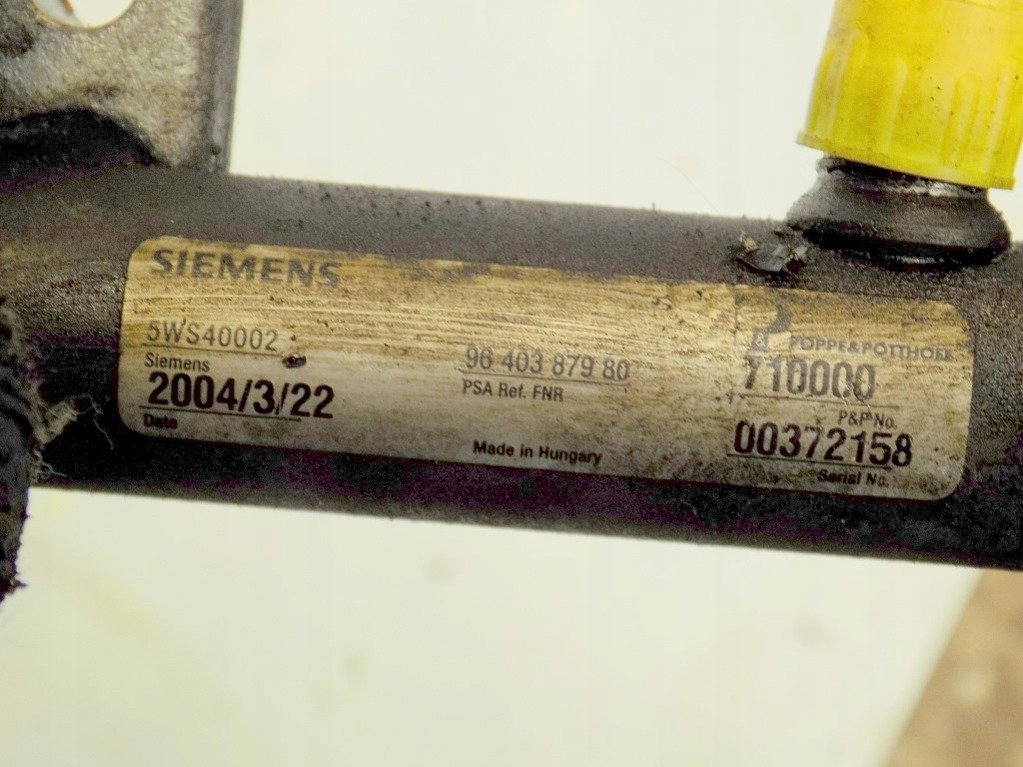 SIEMENS
5WS40002
Siemens
2004/3/22
Date
96 403 879 80
PSA Ref. FNR
Made in Hungary
POPPE&POTTHOFF
710000
P&P No.
00372158
Serial No.